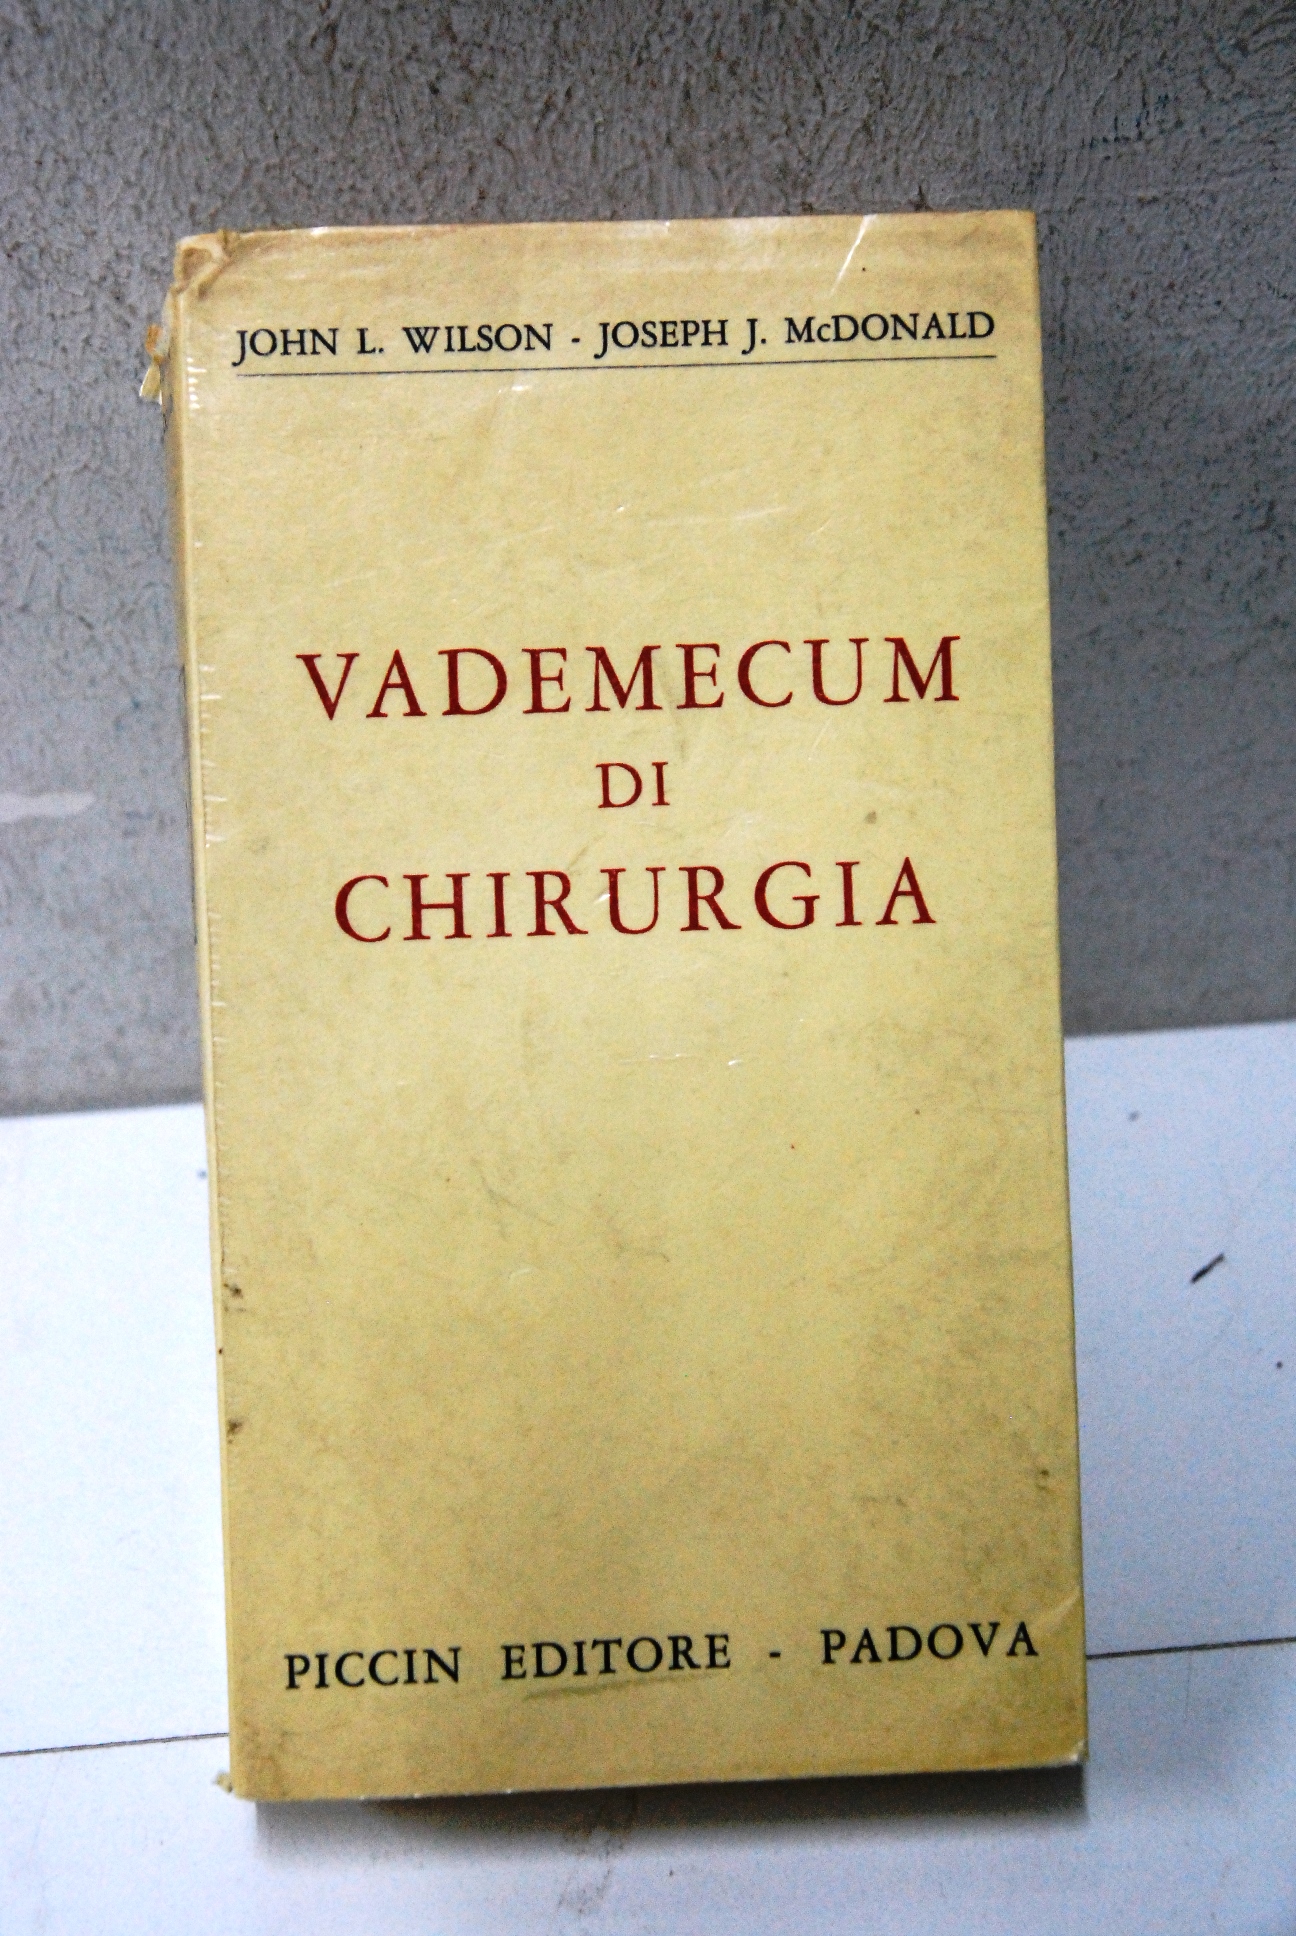 JOHN L. WILSON - JOSEPH J. McDONALD
VADEMECUM
DI
CHIRURGIA
PICCIN EDITORE - PADOVA